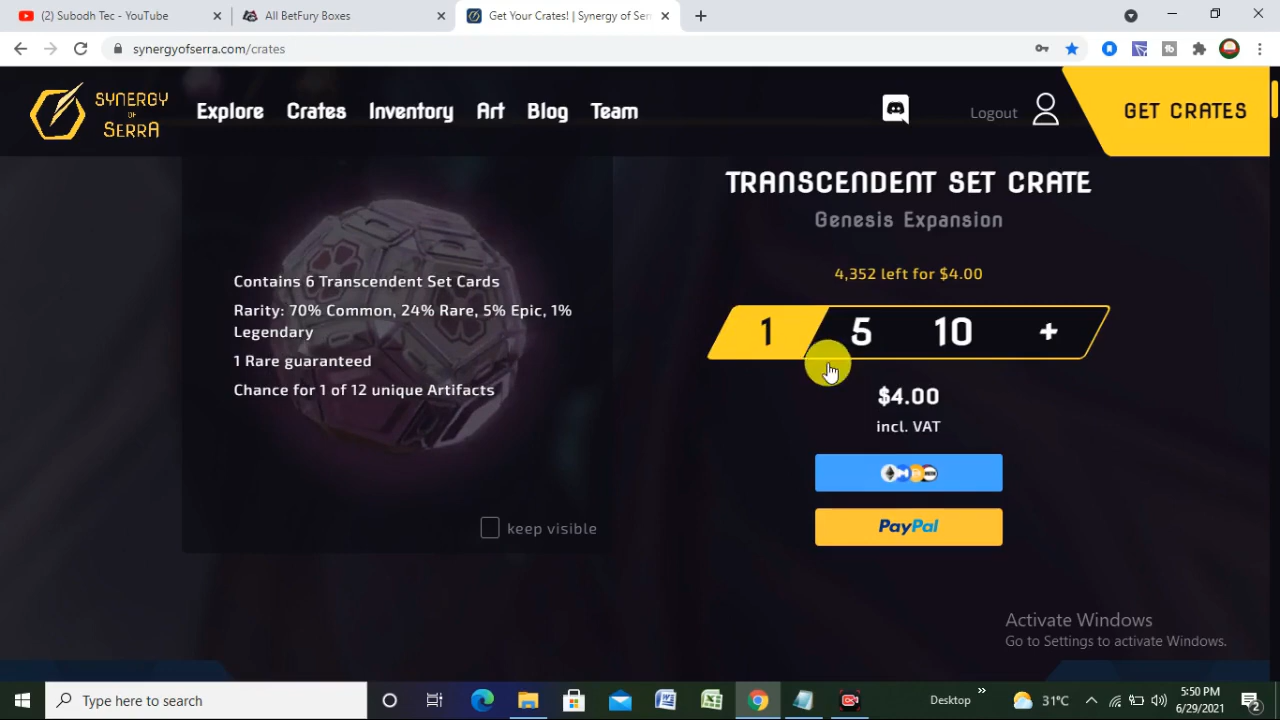 (2) Subodh Tec - YouTube
All BetFury Boxes
Get Your Crates! | Synergy of Serr
synergyofserra.com/crates
SYNERGY OF SERRA
Explore
Crates
Inventory
Art
Blog
Team
Logout
GET CRATES
Contains 6 Transcendent Set Cards
Rarity: 70% Common, 24% Rare, 5% Epic, 1%
Legendary
1 Rare guaranteed
Chance for 1 of 12 unique Artifacts
keep visible
TRANSCENDENT SET CRATE
Genesis Expansion
4,352 left for $4.00
1 5 10 +
$4.00
incl. VAT
PayPal
Activate Windows
Go to Settings to activate Windows.
Type here to search
Desktop
31°C
5:50 PM
6/29/2021
2